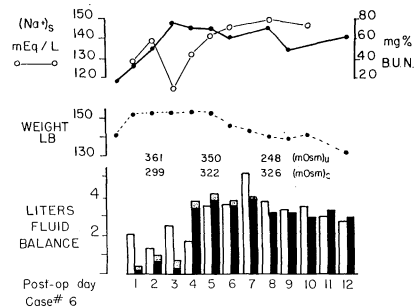 (Na+)s
mEq / L
150
140
130
120
80
60
40
20
mg%
B.U.N.
WEIGHT
LB
150
130
361 350 248 (mOsm)u
299 322 326 (mOsm)c
LITERS
FLUID
BALANCE
4
2
Post-op day
1 2 3 4 5 6 7 8 9 10 11 12
Case# 6